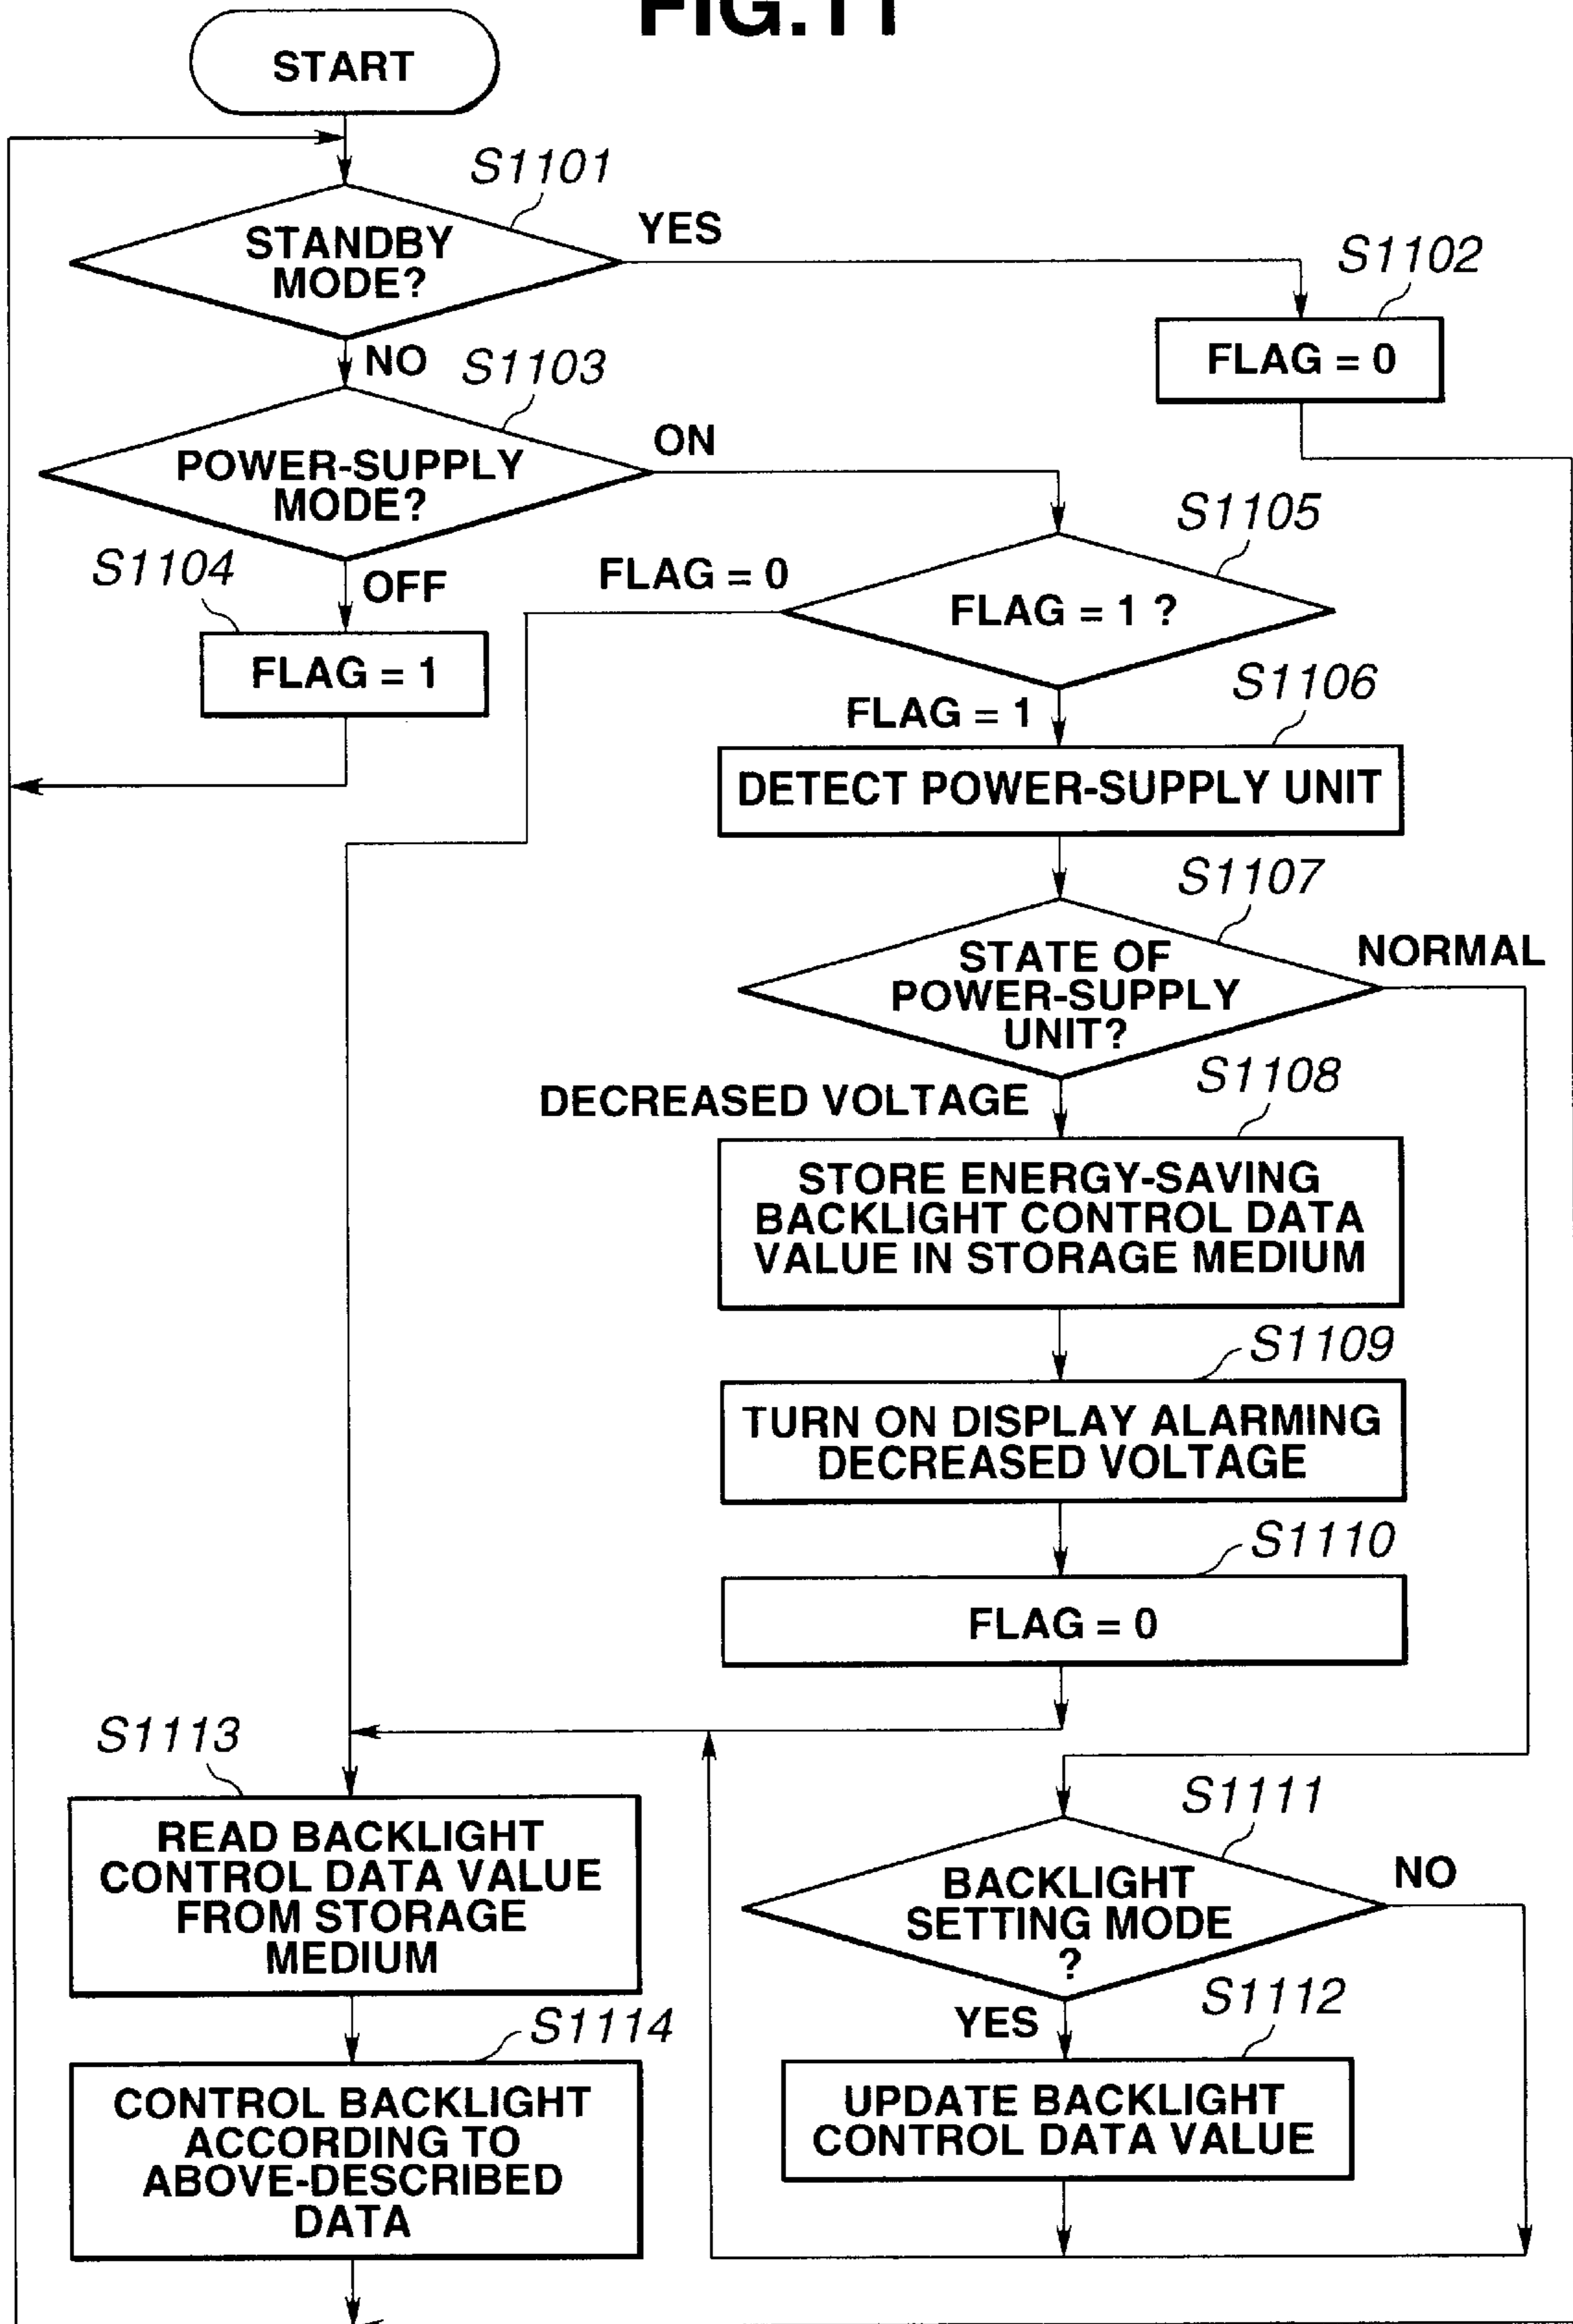 FIG.11
START
S1101
STANDBY
MODE?
YES
S1102
FLAG = 0
NO
S1103
POWER-SUPPLY
MODE?
ON
S1104
OFF
FLAG = 1
S1105
FLAG = 0
FLAG = 1 ?
FLAG = 1
S1106
DETECT POWER-SUPPLY UNIT
S1107
STATE OF
POWER-SUPPLY
UNIT?
NORMAL
DECREASED VOLTAGE
S1108
STORE ENERGY-SAVING
BACKLIGHT CONTROL DATA
VALUE IN STORAGE MEDIUM
S1109
TURN ON DISPLAY ALARMING
DECREASED VOLTAGE
S1110
FLAG = 0
S1111
BACKLIGHT
SETTING MODE
?
NO
YES
S1112
UPDATE BACKLIGHT
CONTROL DATA VALUE
S1113
READ BACKLIGHT
CONTROL DATA VALUE
FROM STORAGE
MEDIUM
S1114
CONTROL BACKLIGHT
ACCORDING TO
ABOVE-DESCRIBED
DATA